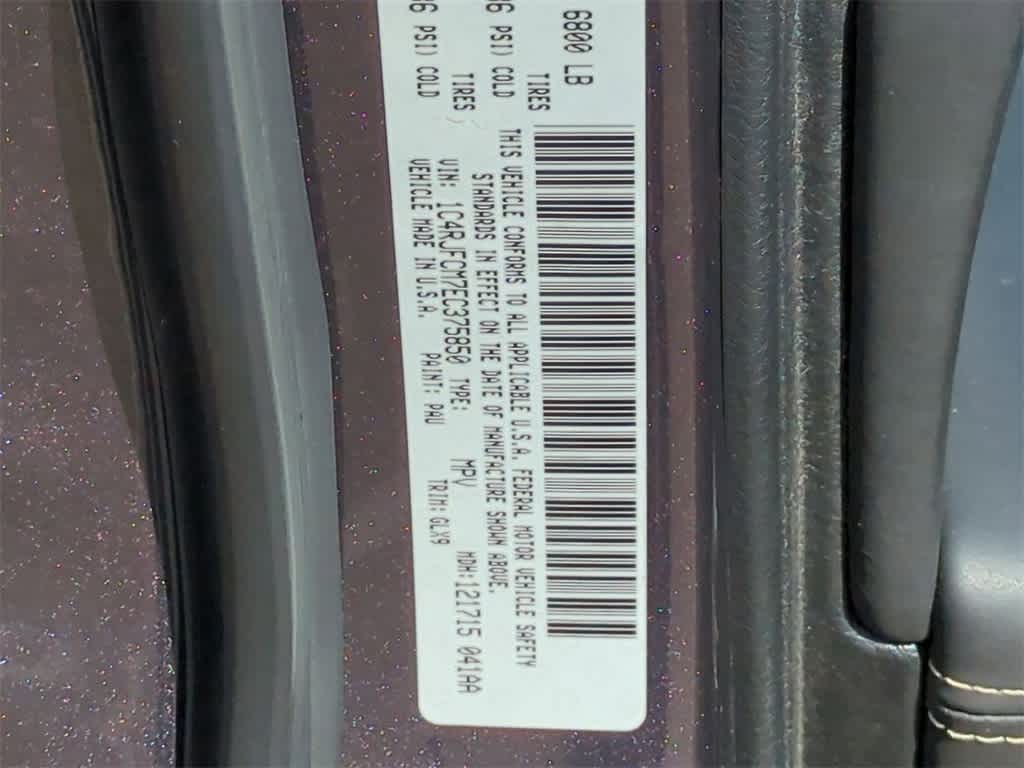 6800 LB
TIRES
PSI) COLD
TIRES
PSI) COLD
THIS VEHICLE CONFORMS TO ALL APPLICABLE U.S.A. FEDERAL MOTOR VEHICLE SAFETY
STANDARDS IN EFFECT ON THE DATE OF MANUFACTURE SHOWN ABOVE.
VIN: 1C4RJFCM7EC375850 TYPE: MPV MDH: 121715 041AA
VEHICLE MADE IN U.S.A. PAINT: PAU TRIM: GLX9